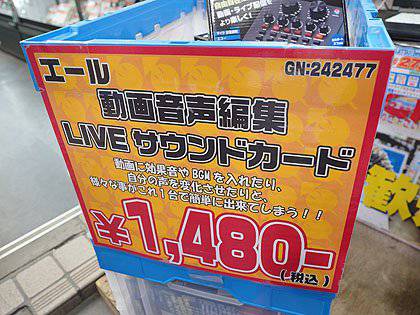 エール
GN:242477
動画音声編集
LIVE サウンドカード
動画に効果音やBGMを入れたり、
自分の声を変化させたりと、
様々な事がこれ1台で簡単に出来てしまう！！
¥1,480-
(税込)